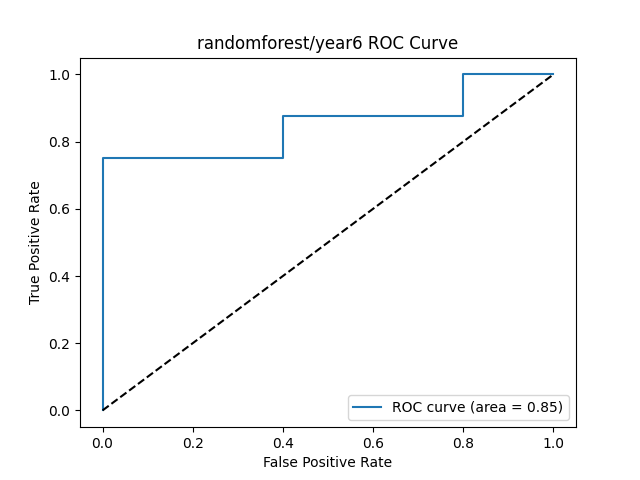 randomforest/year6 ROC Curve
True Positive Rate
1.0
0.8
0.6
0.4
0.2
0.0
ROC curve (area = 0.85)
0.0 0.2 0.4 0.6 0.8 1.0
False Positive Rate